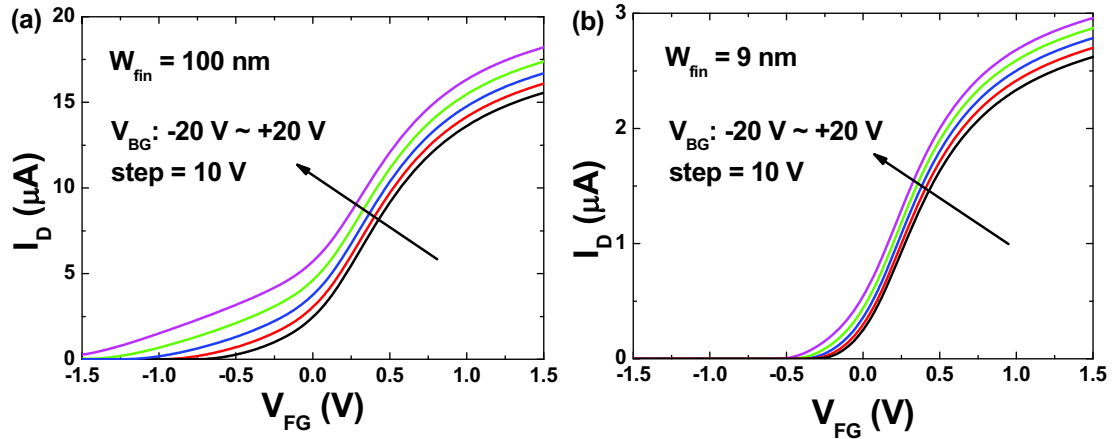 (a)
20
15
10
5
0
I_D (μA)
W_fin = 100 nm
V_BG: -20 V ~ +20 V
step = 10 V
-1.5 -1.0 -0.5 0.0 0.5 1.0 1.5
V_FG (V)
(b)
3
2
1
0
I_D (μA)
W_fin = 9 nm
V_BG: -20 V ~ +20 V
step = 10 V
-1.5 -1.0 -0.5 0.0 0.5 1.0 1.5
V_FG (V)